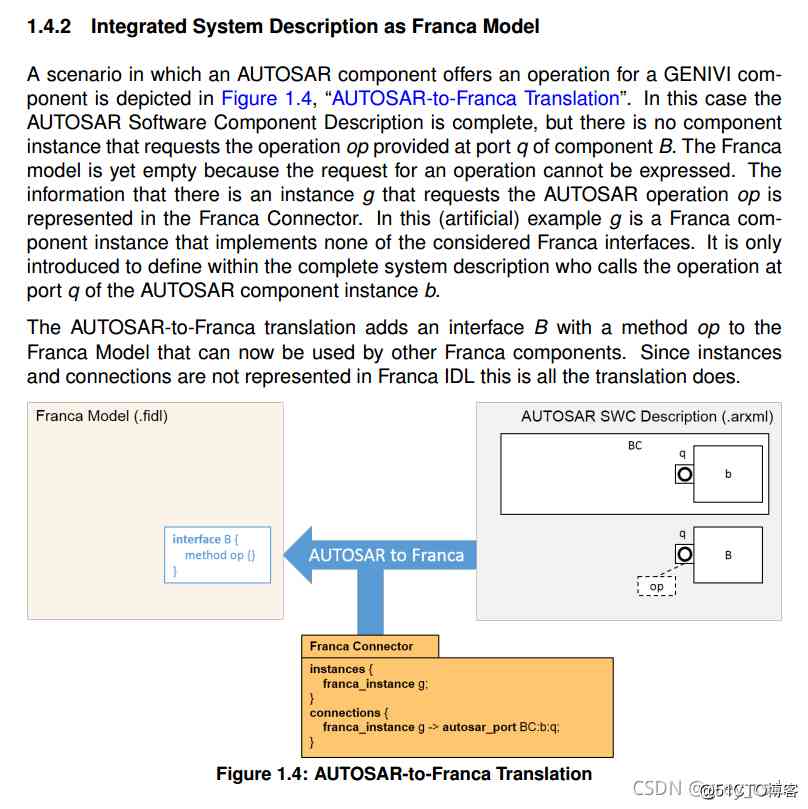 1.4.2 Integrated System Description as Franca Model
A scenario in which an AUTOSAR component offers an operation for a GENIVI com-
ponent is depicted in Figure 1.4, “AUTOSAR-to-Franca Translation”. In this case the
AUTOSAR Software Component Description is complete, but there is no component
instance that requests the operation op provided at port q of component B. The Franca
model is yet empty because the request for an operation cannot be expressed. The
information that there is an instance g that requests the AUTOSAR operation op is
represented in the Franca Connector. In this (artificial) example g is a Franca com-
ponent instance that implements none of the considered Franca interfaces. It is only
introduced to define within the complete system description who calls the operation at
port q of the AUTOSAR component instance b.
The AUTOSAR-to-Franca translation adds an interface B with a method op to the
Franca Model that can now be used by other Franca components. Since instances
and connections are not represented in Franca IDL this is all the translation does.
Franca Model (.fidl)
AUTOSAR SWC Description (.arxml)
BC
q
b
interface B {
method op ()
}
AUTOSAR to Franca
q
B
op
Franca Connector
instances {
franca_instance g;
}
connections {
franca_instance g -> autosar_port BC:b:q;
}
Figure 1.4: AUTOSAR-to-Franca Translation
CSDN
@51CTO博客